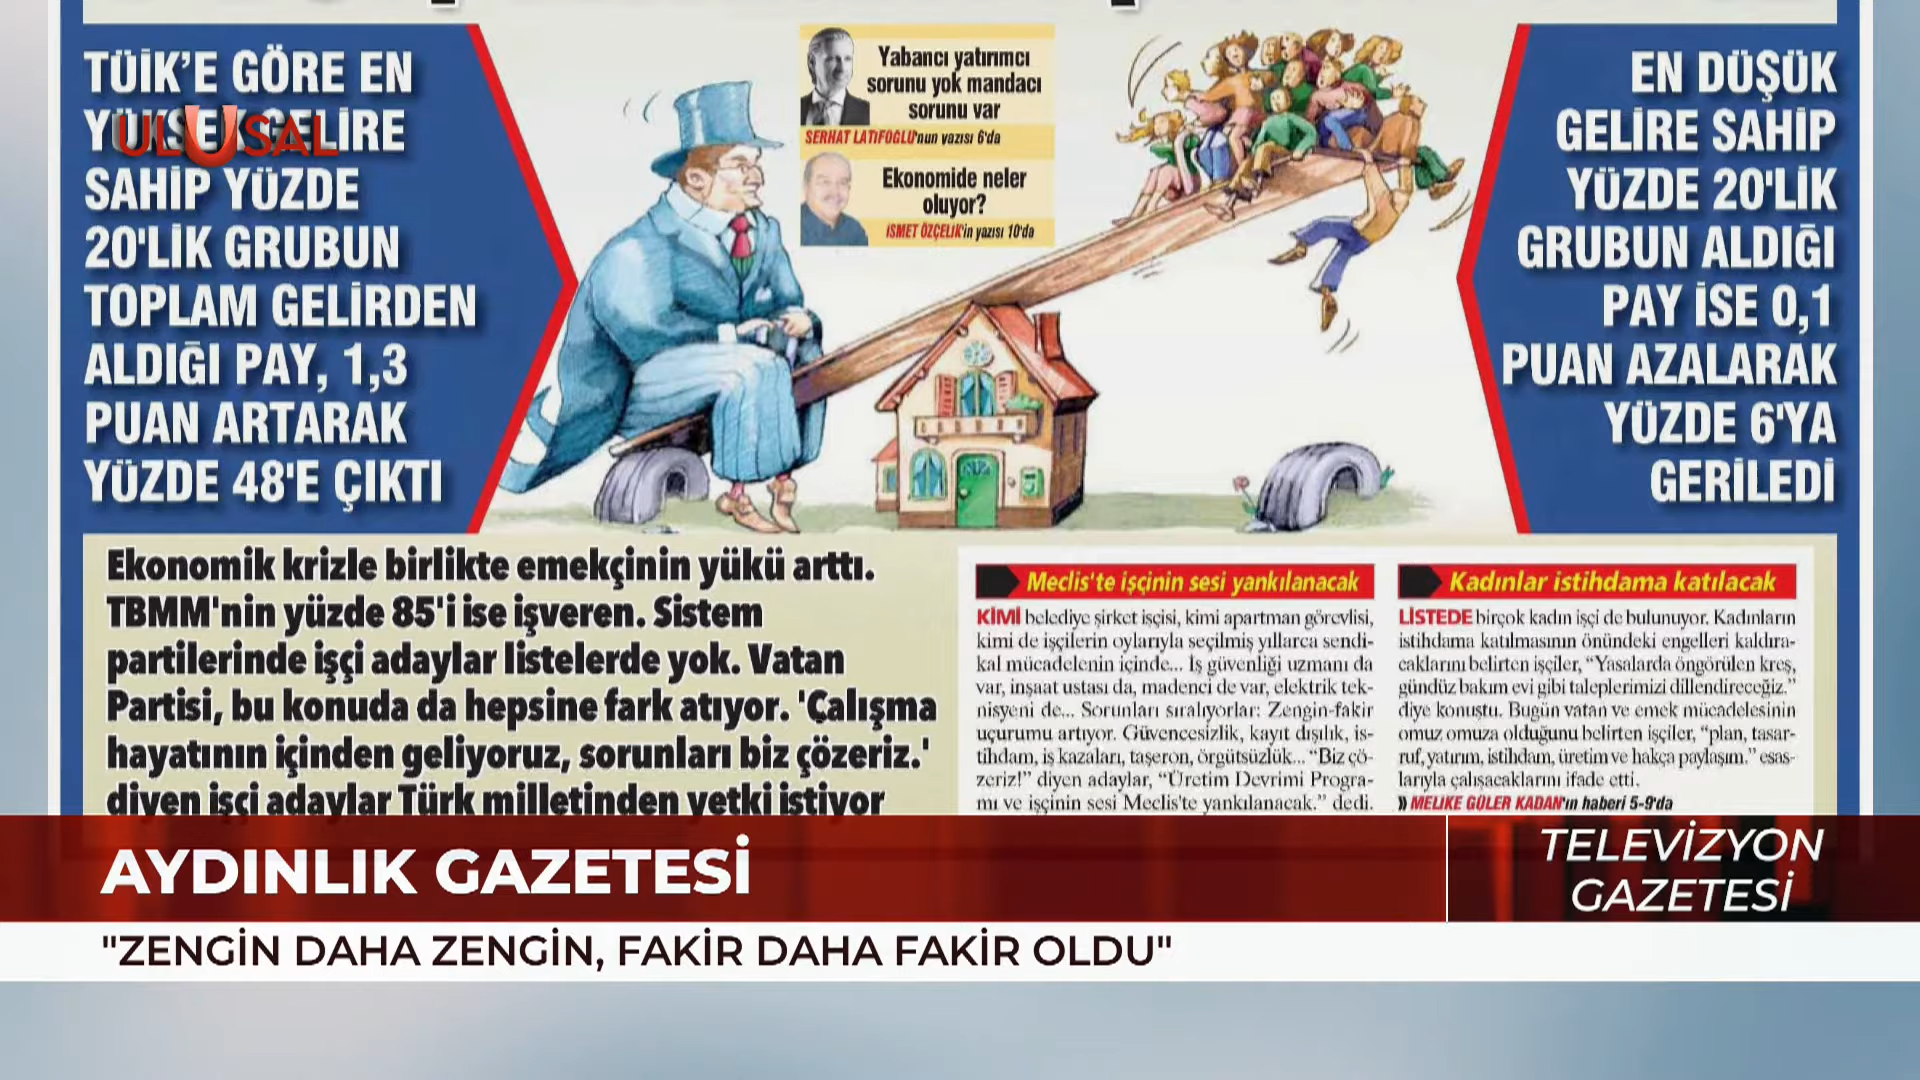 TÜİK'E GÖRE EN
YÜKSEK GELİRE
SAHİP YÜZDE
20'LİK GRUBUN
TOPLAM GELİRDEN
ALDIĞI PAY, 1,3
PUAN ARTARAK
YÜZDE 48'E ÇIKTI
ULUSAL
Yabancı yatırımcı
sorunu yok mandacı
sorunu var
SERHAT LATİFOĞLU'nun yazısı 6'da
Ekonomide neler
oluyor?
İSMET ÖZÇELİK'in yazısı 10'da
EN DÜŞÜK
GELİRE SAHİP
YÜZDE 20'LİK
GRUBUN ALDIĞI
PAY İSE 0,1
PUAN AZALARAK
YÜZDE 6'YA
GERİLEDİ
Ekonomik krizle birlikte emekçinin yükü arttı.
TBMM'nin yüzde 85'i ise işveren. Sistem
partilerinde işçi adaylar listelerde yok. Vatan
Partisi, bu konuda da hepsine fark atıyor. 'Çalışma
hayatının içinden geliyoruz, sorunları biz çözeriz.'
diyen işçi adaylar Türk milletinden yetki istiyor
Meclis'te işçinin sesi yankılanacak
KİMİ belediye şirket işçisi, kimi apartman görevlisi,
kimi de işçilerin oylarıyla seçilmiş yıllarca sendi-
kal mücadelenin içinde... İş güvenliği uzmanı da
var, inşaat ustası da, madenci de var, elektrik tek-
nisyeni de... Sorunları sıralıyorlar: Zengin-fakir
uçurumu artıyor. Güvencesizlik, kayıt dışılık, is-
tihdam, iş kazaları, taşeron, örgütsüzlük... "Biz çö-
zeriz!" diyen adaylar, "Üretim Devrimi Progra-
mı ve işçinin sesi Meclis'te yankılanacak." dedi.
Kadınlar istihdama katılacak
LİSTEDE birçok kadın işçi de bulunuyor. Kadınların
istihdama katılmasının önündeki engelleri kaldıra-
caklarını belirten işçiler, "Yasalarda öngörülen kreş,
gündüz bakım evi gibi taleplerimizi dillendireceğiz."
diye konuştu. Bugün vatan ve emek mücadelesinin
omuz omuza olduğunu belirten işçiler, "plan, tasar-
ruf, yatırım, istihdam, üretim ve hakça paylaşım." esas-
larıyla çalışacaklarını ifade etti.
» MELİKE GÜLER KADAN'ın haberi 5-9'da
AYDINLIK GAZETESİ
TELEVİZYON
GAZETESİ
"ZENGİN DAHA ZENGİN, FAKİR DAHA FAKİR OLDU"